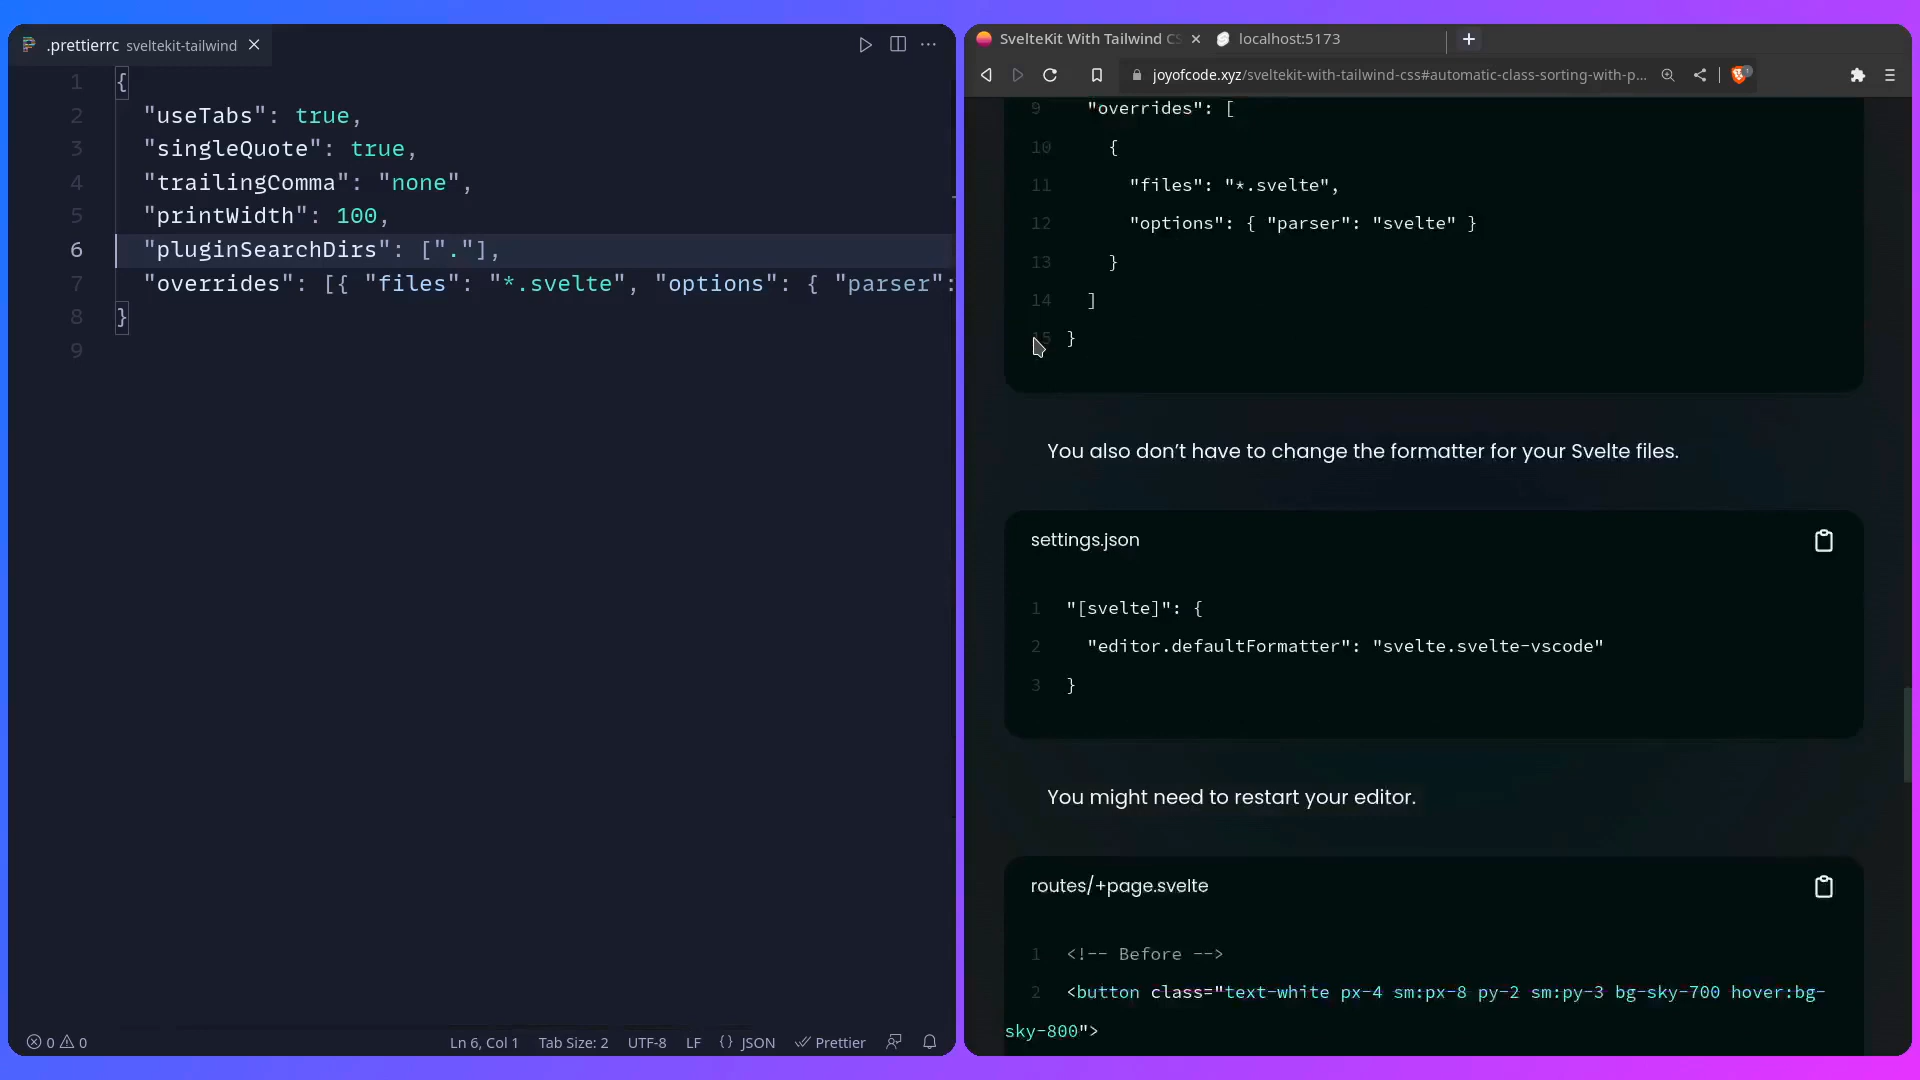 .prettierrc sveltekit-tailwind
1 {
2 "useTabs": true,
3 "singleQuote": true,
4 "trailingComma": "none",
5 "printWidth": 100,
6 "pluginSearchDirs": ["."],
7 "overrides": [{ "files": "*.svelte", "options": { "parser":
8 }
9
0 0
Ln 6, Col 1 Tab Size: 2 UTF-8 LF {} JSON Prettier
SvelteKit With Tailwind CS localhost:5173
joyofcode.xyz/sveltekit-with-tailwind-css#automatic-class-sorting-with-p...
9 "overrides": [
10 {
11 "files": "*.svelte",
12 "options": { "parser": "svelte" }
13 }
14 ]
15 }
You also don’t have to change the formatter for your Svelte files.
settings.json
1 "[svelte]": {
2 "editor.defaultFormatter": "svelte.svelte-vscode"
3 }
You might need to restart your editor.
routes/+page.svelte
1 <!-- Before -->
2 <button class="text-white px-4 sm:px-8 py-2 sm:py-3 bg-sky-700 hover:bg-
sky-800">